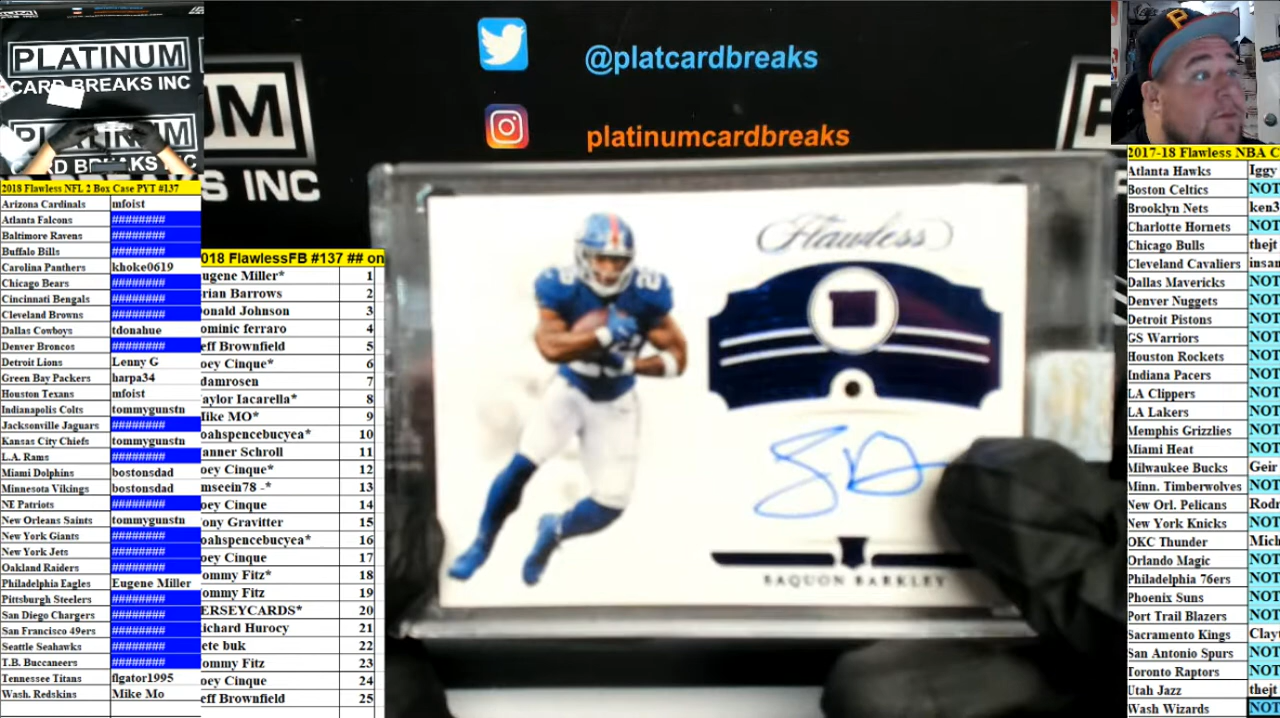 PLATINUM
CARD BREAKS INC
PLATINUM
RD BREAKS INC
2018 Flawless NFL 2 Box Case PYT #137
Arizona Cardinals mfoist
Atlanta Falcons ########
Baltimore Ravens ########
Buffalo Bills ########
Carolina Panthers khoke0619
Chicago Bears ########
Cincinnati Bengals ########
Cleveland Browns ########
Dallas Cowboys tdonahue
Denver Broncos ########
Detroit Lions Lenny G
Green Bay Packers harpa34
Houston Texans mfoist
Indianapolis Colts tommygunstn
Jacksonville Jaguars ########
Kansas City Chiefs tommygunstn
L.A. Rams ########
Miami Dolphins bostonsdad
Minnesota Vikings bostonsdad
NE Patriots ########
New Orleans Saints tommygunstn
New York Giants ########
New York Jets ########
Oakland Raiders ########
Philadelphia Eagles Eugene Miller
Pittsburgh Steelers ########
San Diego Chargers ########
San Francisco 49ers ########
Seattle Seahawks ########
T.B. Buccaneers ########
Tennessee Titans flgator1995
Wash. Redskins Mike Mo
UM
S INC
018 FlawlessFB #137 ## on
ugene Miller* 1
rian Barrows 2
onald Johnson 3
ominic ferraro 4
eff Brownfield 5
oey Cinque* 6
damrosen 7
aylor Iacarella* 8
ike MO* 9
oahspencebucyea* 10
anner Schroll 11
oey Cinque* 12
mseein78 -* 13
oey Cinque 14
ony Gravitter 15
oahspencebucyea* 16
oey Cinque 17
ommy Fitz* 18
ommy Fitz 19
ERSEYCARDS* 20
ichard Hurocy 21
ete buk 22
ommy Fitz 23
oey Cinque 24
eff Brownfield 25
@platcardbreaks
platinumcardbreaks
Flawless
SAQUON BARKLEY
P
2017-18 Flawless NBA C
Atlanta Hawks Iggy
Boston Celtics NOT
Brooklyn Nets ken3
Charlotte Hornets NOT
Chicago Bulls thejt
Cleveland Cavaliers insan
Dallas Mavericks NOT
Denver Nuggets NOT
Detroit Pistons NOT
GS Warriors NOT
Houston Rockets NOT
Indiana Pacers NOT
LA Clippers NOT
LA Lakers NOT
Memphis Grizzlies NOT
Miami Heat NOT
Milwaukee Bucks Geir
Minn. Timberwolves NOT
New Orl. Pelicans Rodr
New York Knicks NOT
OKC Thunder Mich
Orlando Magic NOT
Philadelphia 76ers NOT
Phoenix Suns NOT
Port Trail Blazers NOT
Sacramento Kings Clay
San Antonio Spurs NOT
Toronto Raptors NOT
Utah Jazz thejt
Wash Wizards NOT